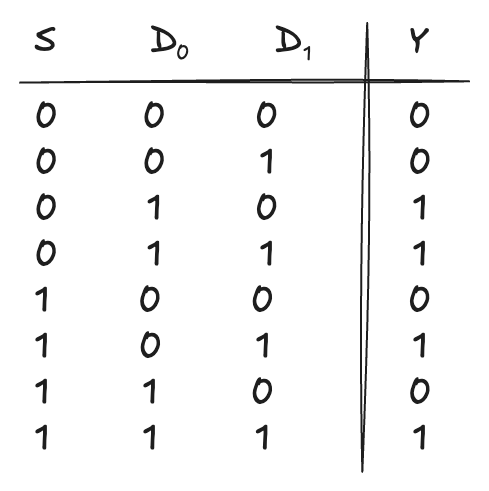 S D₀ D₁ Y
0 0 0 0
0 0 1 0
0 1 0 1
0 1 1 1
1 0 0 0
1 0 1 1
1 1 0 0
1 1 1 1